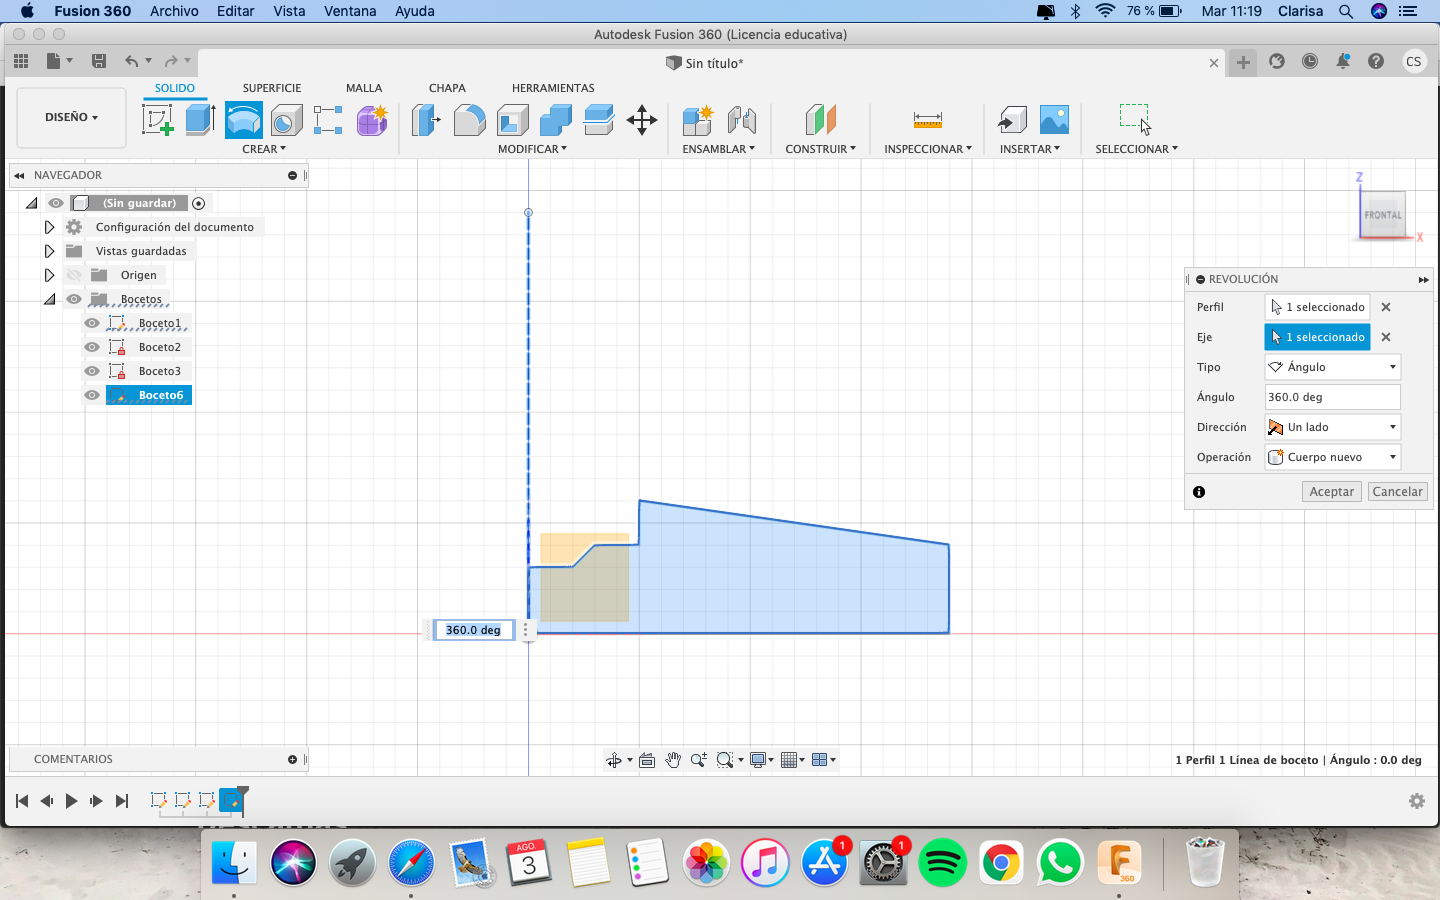 Fusion 360 Archivo Editar Vista Ventana Ayuda 76 % Mar 11:19 Clarisa
Autodesk Fusion 360 (Licencia educativa)
Sin título* CS
SOLIDO SUPERFICIE MALLA CHAPA HERRAMIENTAS
DISEÑO
CREAR MODIFICAR ENSAMBLAR CONSTRUIR INSPECCIONAR INSERTAR SELECCIONAR
NAVEGADOR
(Sin guardar)
Configuración del documento
Vistas guardadas
Origen
Bocetos
Boceto1
Boceto2
Boceto3
Boceto6
Z
FRONTAL
X
REVOLUCIÓN
Perfil 1 seleccionado
Eje 1 seleccionado
Tipo Ángulo
Ángulo 360.0 deg
Dirección Un lado
Operación Cuerpo nuevo
Aceptar Cancelar
360.0 deg
COMENTARIOS
1 Perfil 1 Línea de boceto | Ángulo : 0.0 deg
AGO.
3
1
1
360